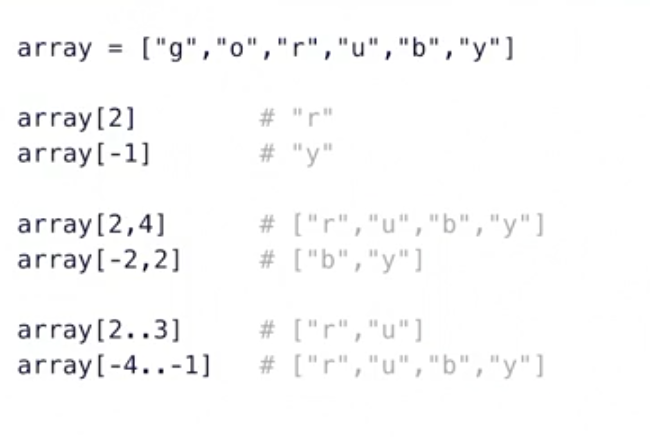 array = ["g","o","r","u","b","y"]
array[2] # "r"
array[-1] # "y"
array[2,4] # ["r","u","b","y"]
array[-2,2] # ["b","y"]
array[2..3] # ["r","u"]
array[-4..-1] # ["r","u","b","y"]